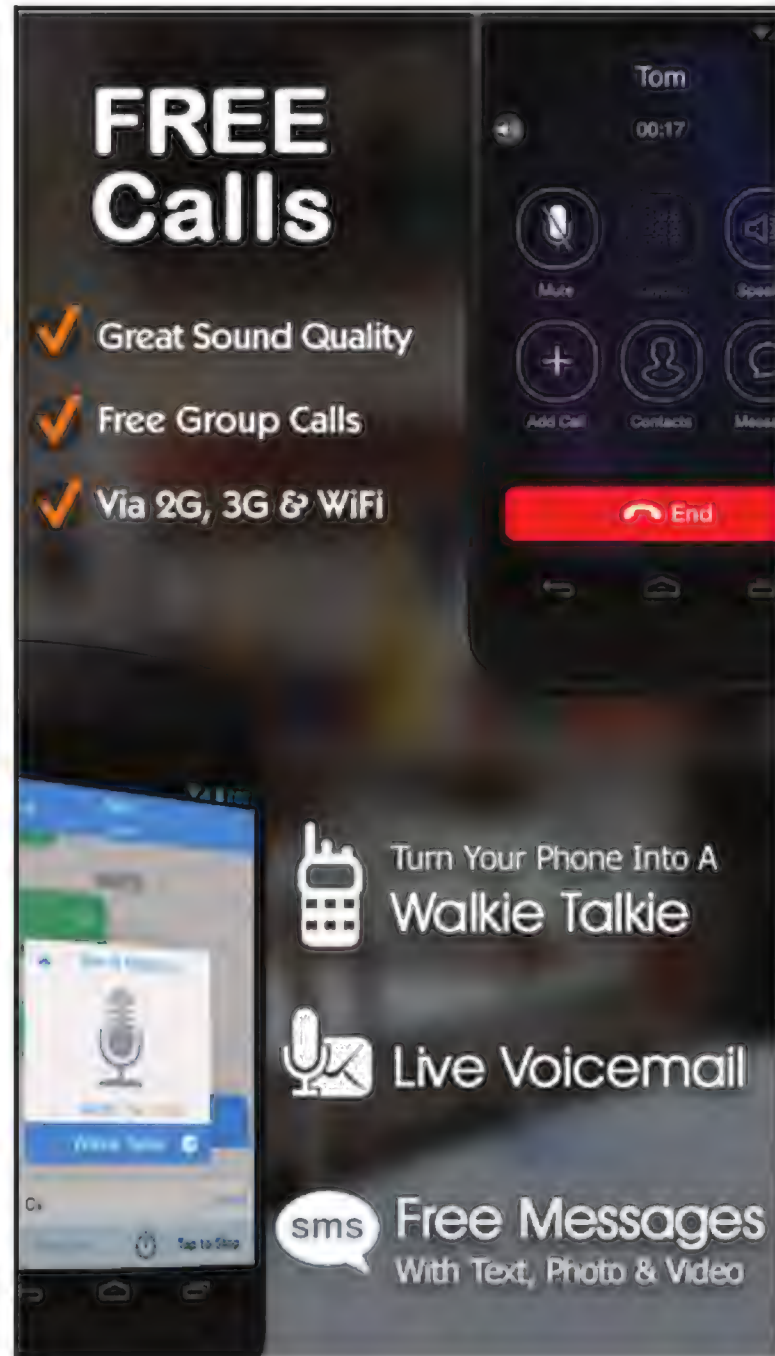 FREE
Calls
Great Sound Quality
Free Group Calls
Via 2G, 3G & WiFi
Tom
00:17
Mute
Add Call
Contacts
End
Turn Your Phone Into A
Walkie Talkie
Live Voicemail
Walkie Talkie
Tap to Stop
sms
Free Messages
With Text, Photo & Video